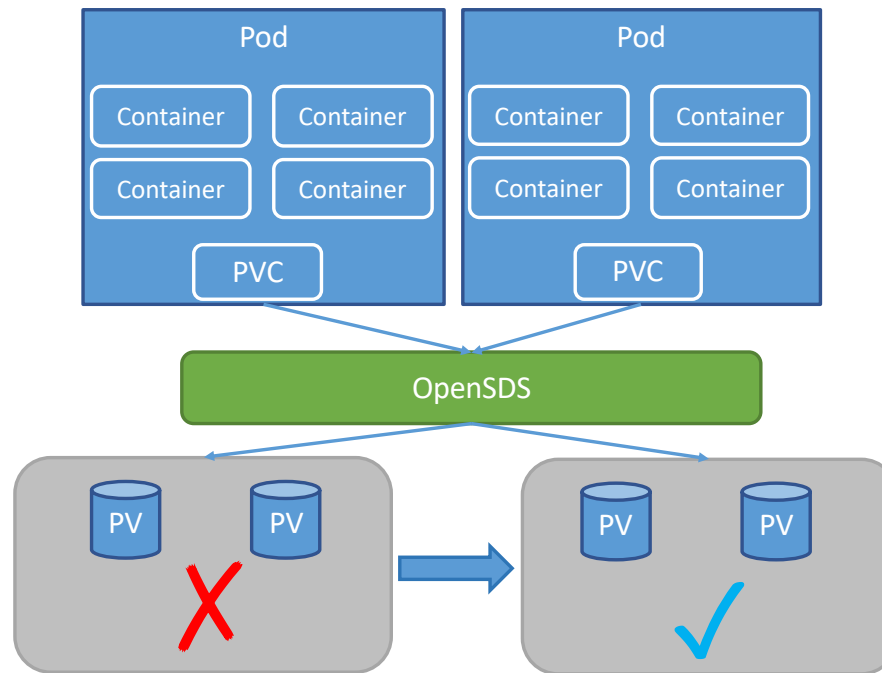 Pod
Container
Container
Container
Container
PVC
Pod
Container
Container
Container
Container
PVC
OpenSDS
PV
PV
PV
PV